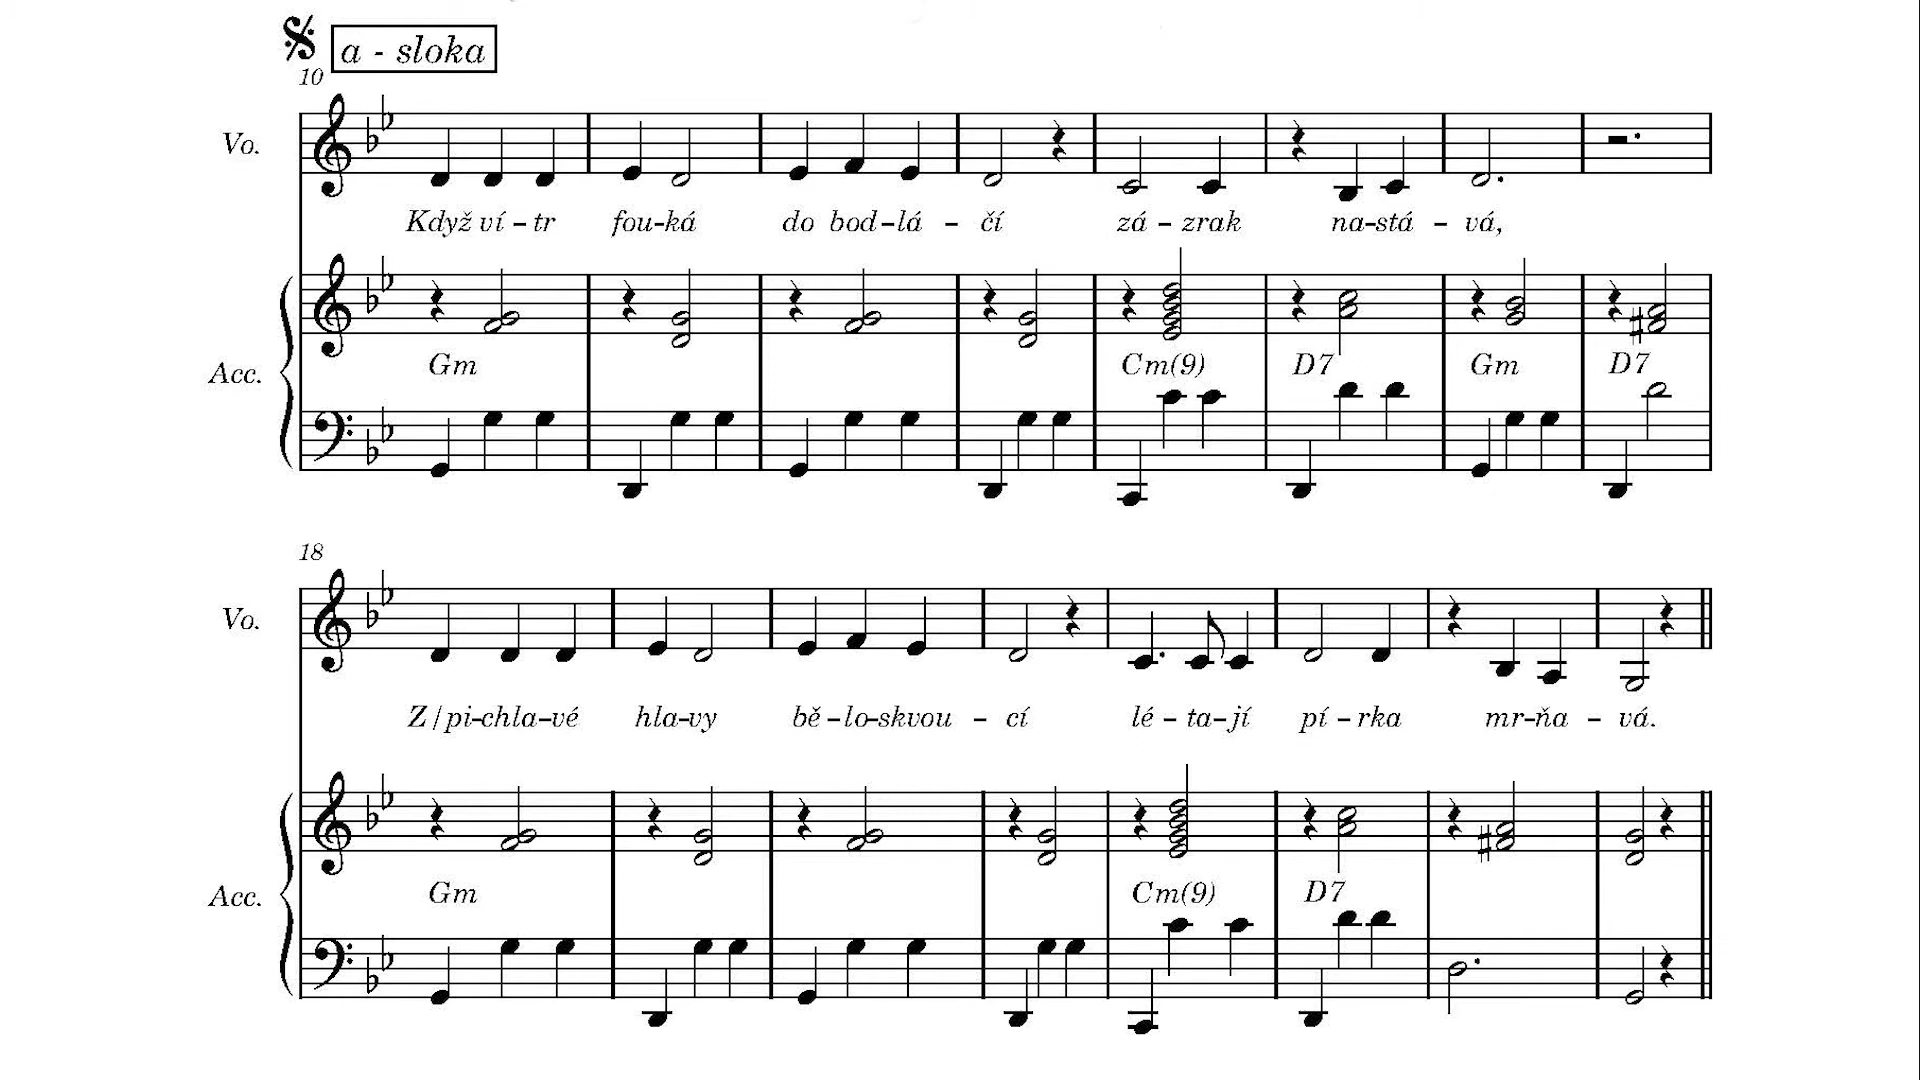 a - sloka
10
Vo.
Když ví - tr fou-ká do bod-lá - čí zá - zrak na-stá - vá,
Acc.
Gm Cm(9) D7 Gm D7
18
Vo.
Z/pi-chla-vé hla-vy bě-lo-skvou - cí lé-ta-jí pí-rka mr-ňa - vá.
Acc.
Gm Cm(9) D7